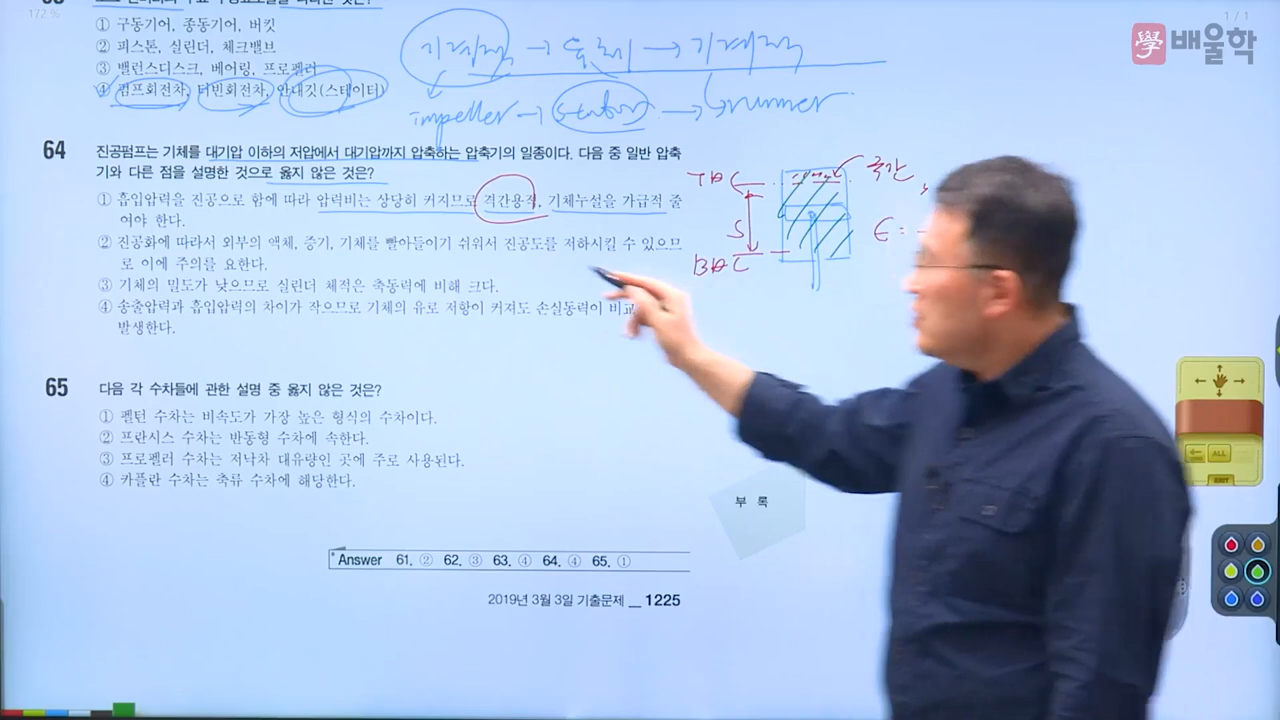 172 %
1 / 1
學 배울학
① 구동기어, 종동기어, 버킷
② 피스톤, 실린더, 체크밸브
③ 밸런스디스크, 베어링, 프로펠러
④ 펌프회전차, 터빈회전차, 안내깃(스테이터)
impeller → stator → runner
64 진공펌프는 기체를 대기압 이하의 저압에서 대기압까지 압축하는 압축기의 일종이다. 다음 중 일반 압축
기와 다른 점을 설명한 것으로 옳지 않은 것은?
① 흡입압력을 진공으로 함에 따라 압력비는 상당히 커지므로 격간용적, 기체누설을 가급적 줄
여야 한다.
② 진공화에 따라서 외부의 액체, 증기, 기체를 빨아들이기 쉬워서 진공도를 저하시킬 수 있으므
로 이에 주의를 요한다.
③ 기체의 밀도가 낮으므로 실린더 체적은 축동력에 비해 크다.
④ 송출압력과 흡입압력의 차이가 작으므로 기체의 유로 저항이 커져도 손실동력이 비교
발생한다.
TDC
S
BDC
극간
ε :
65 다음 각 수차들에 관한 설명 중 옳지 않은 것은?
① 펠턴 수차는 비속도가 가장 높은 형식의 수차이다.
② 프란시스 수차는 반동형 수차에 속한다.
③ 프로펠러 수차는 저낙차 대유량인 곳에 주로 사용된다.
④ 카플란 수차는 축류 수차에 해당한다.
부 록
Answer 61. ② 62. ③ 63. ④ 64. ④ 65. ①
2019년 3월 3일 기출문제 _ 1225
ALL
EXIT